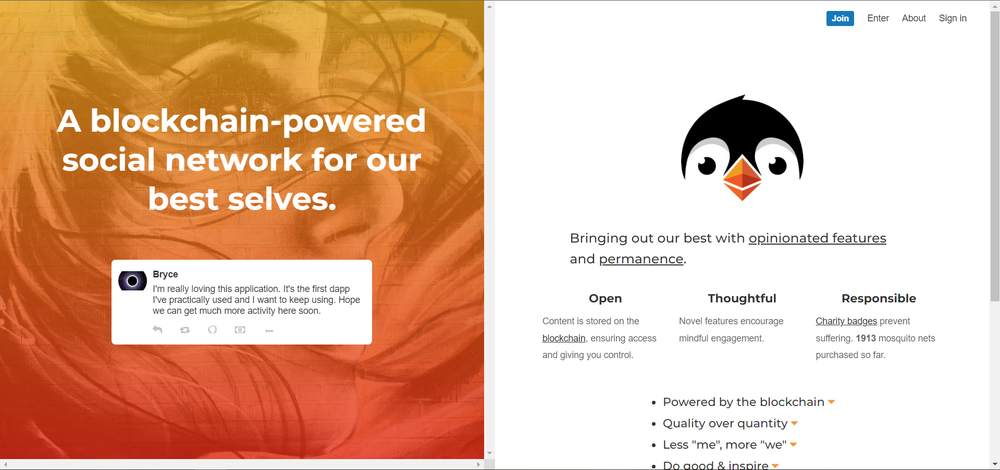 A blockchain-powered
social network for our
best selves.
Bryce
I'm really loving this application. It's the first dapp
I've practically used and I want to keep using. Hope
we can get much more activity here soon.
Join Enter About Sign in
Bringing out our best with opinionated features
and permanence.
Open
Content is stored on the
blockchain, ensuring access
and giving you control.
Thoughtful
Novel features encourage
mindful engagement.
Responsible
Charity badges prevent
suffering. 1913 mosquito nets
purchased so far.
• Powered by the blockchain
• Quality over quantity
• Less "me", more "we"
• Do good & inspire